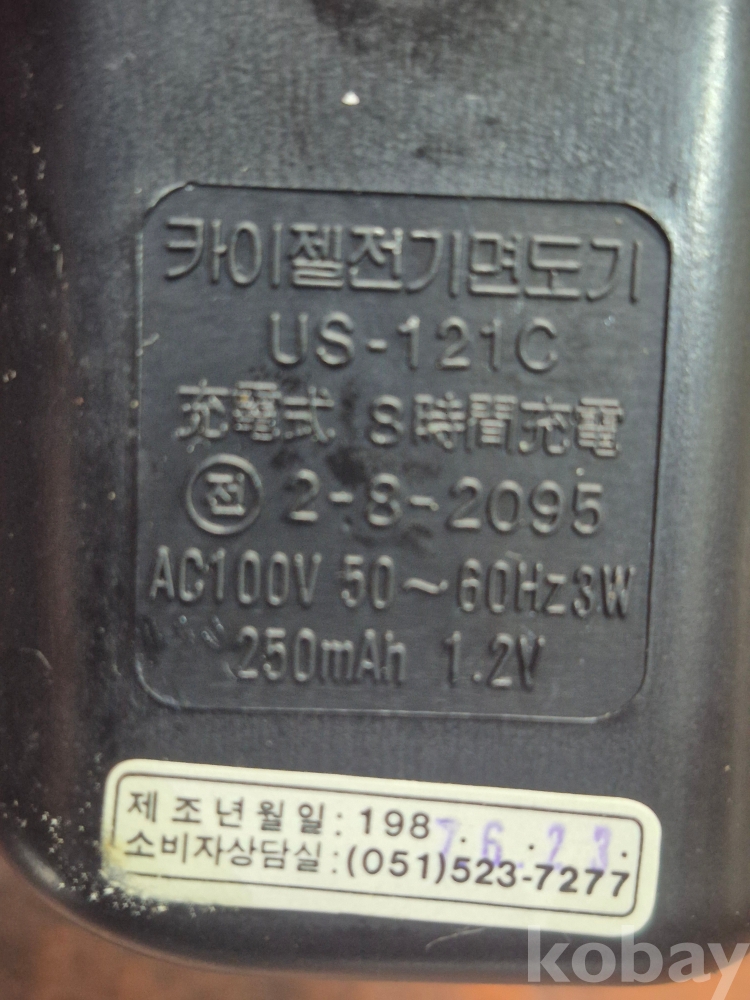 카이젤전기면도기
US-121C
充電式 8時間充電
전 2-8-2095
AC100V 50~60Hz3W
250mAh 1.2V
제조년월일: 1987.6.23.
소비자상담실:(051)523-7277
kobay